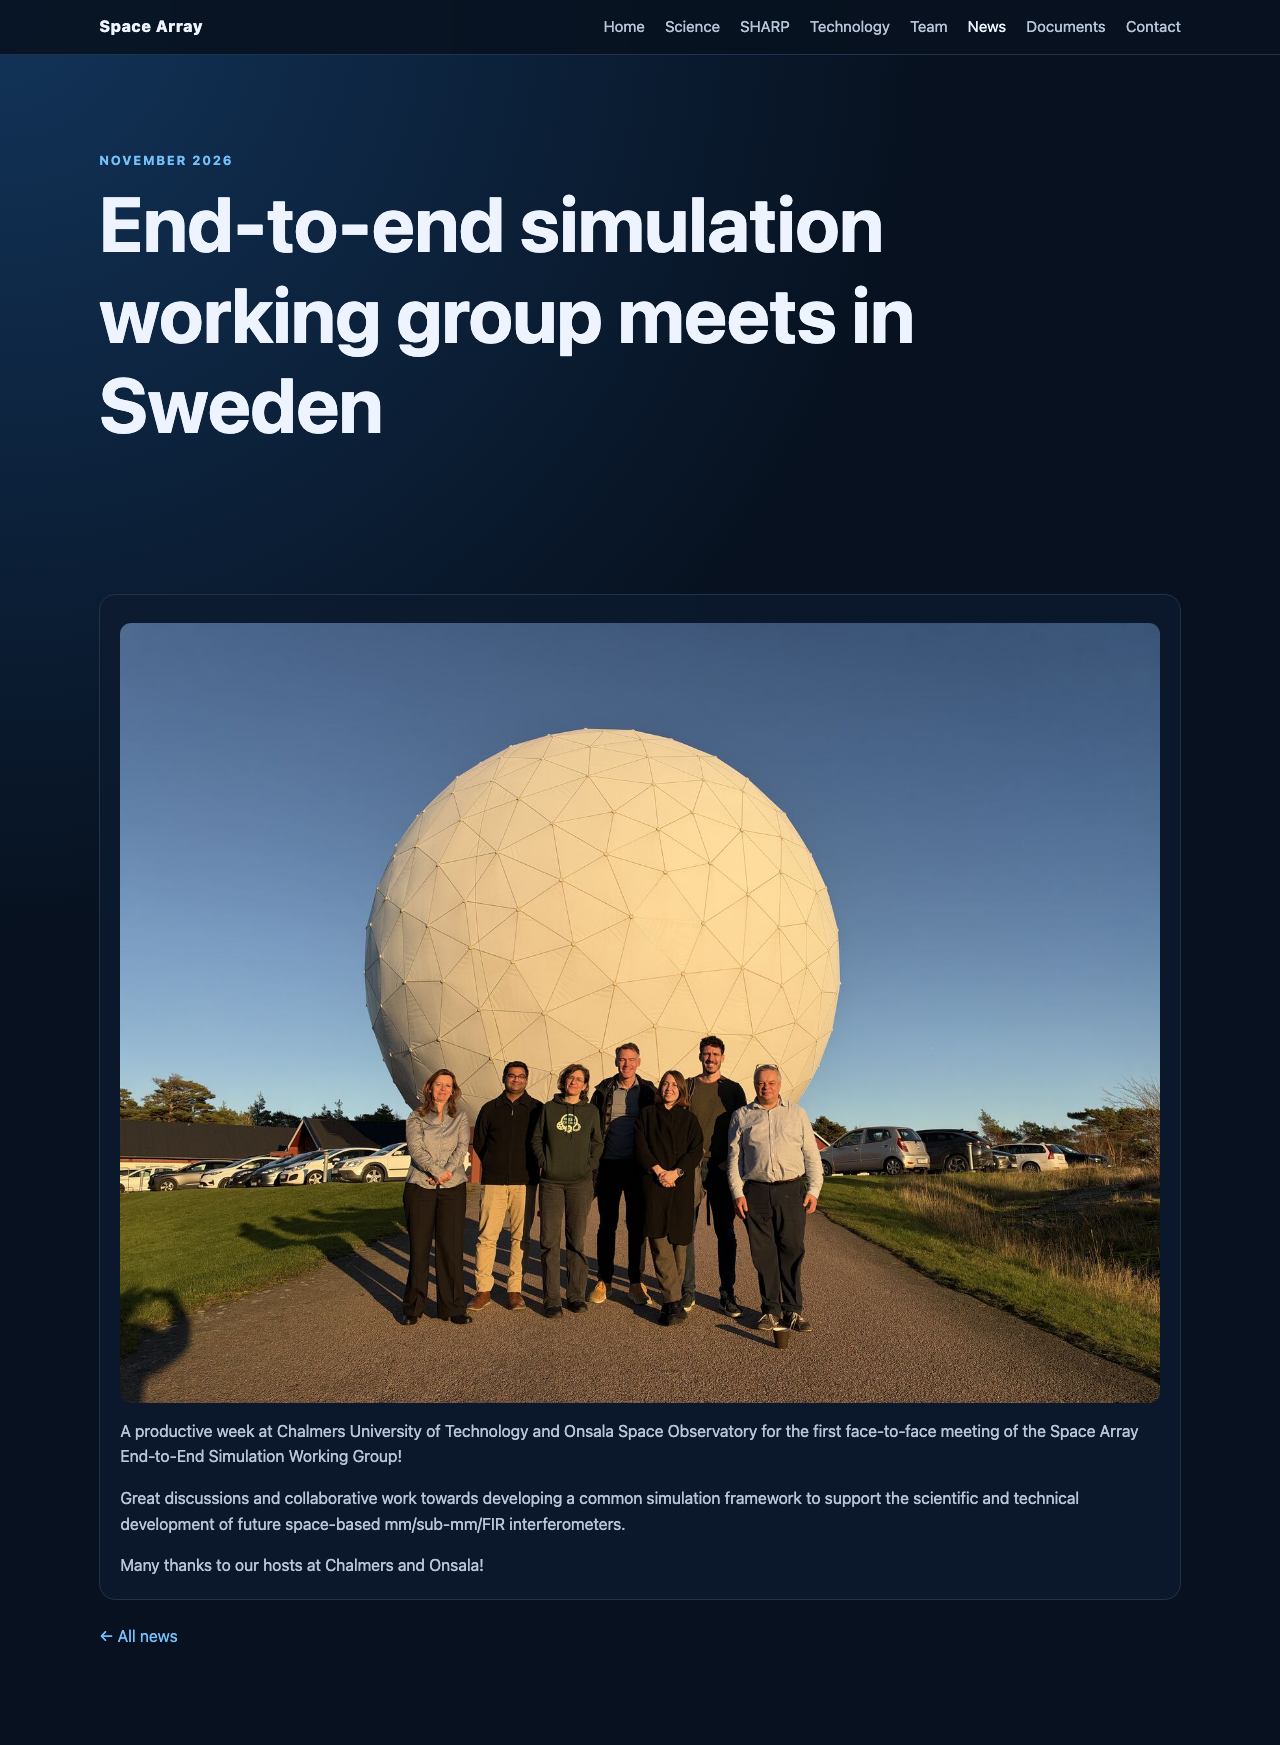 Space Array
Home Science SHARP Technology Team News Documents Contact
NOVEMBER 2026
End-to-end simulation
working group meets in
Sweden
A productive week at Chalmers University of Technology and Onsala Space Observatory for the first face-to-face meeting of the Space Array
End-to-End Simulation Working Group!
Great discussions and collaborative work towards developing a common simulation framework to support the scientific and technical
development of future space-based mm/sub-mm/FIR interferometers.
Many thanks to our hosts at Chalmers and Onsala!
← All news